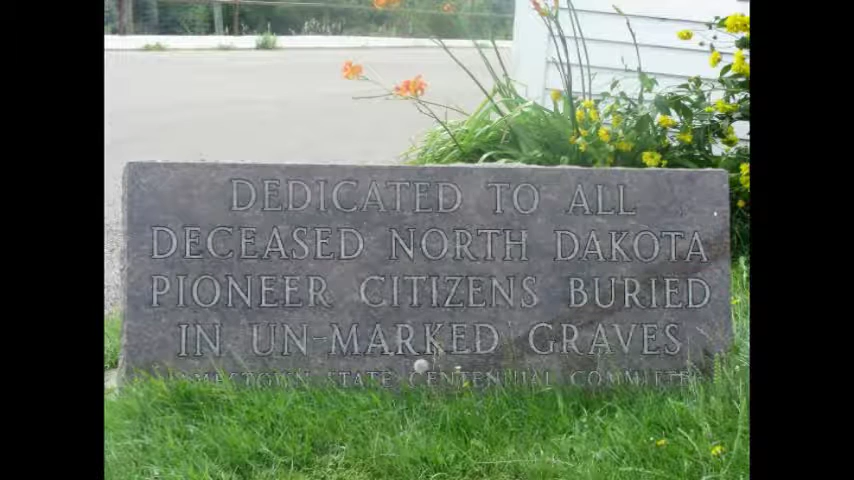 DEDICATED TO ALL
DECEASED NORTH DAKOTA
PIONEER CITIZENS BURIED
IN UN-MARKED GRAVES
STATE CENTENNIAL COMMITTEE